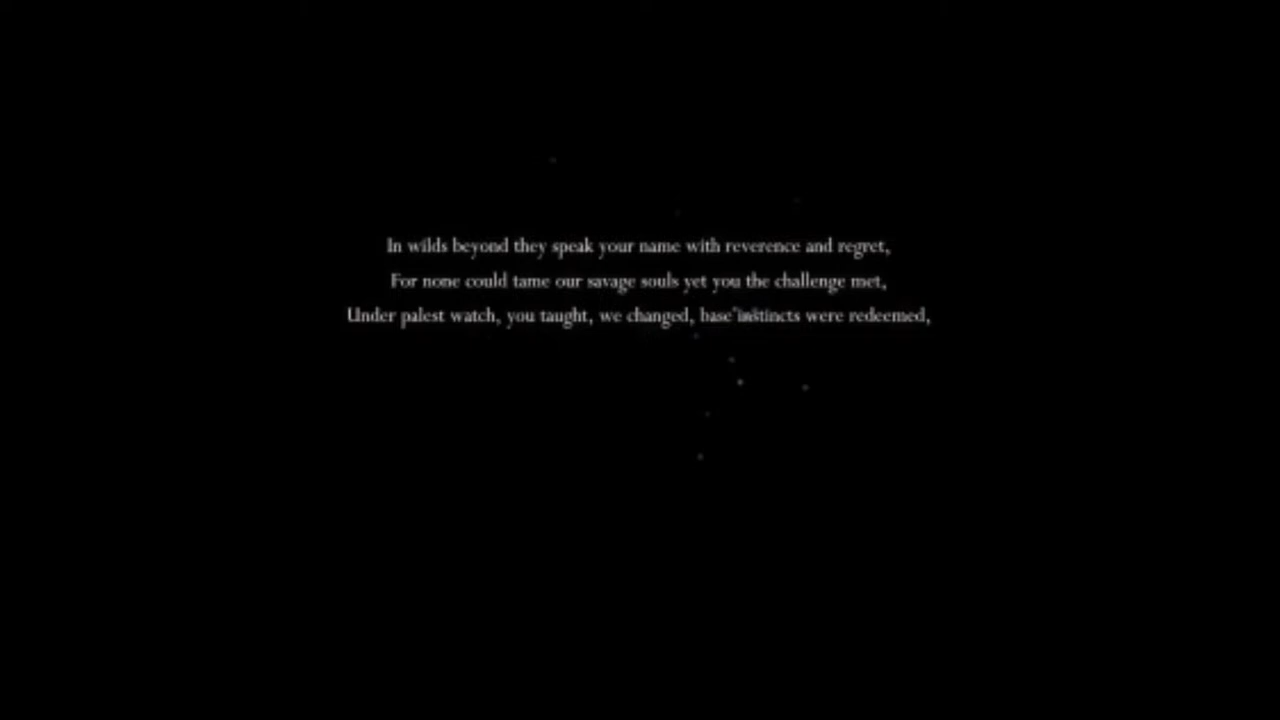 In wilds beyond they speak your name with reverence and regret,
For none could tame our savage souls yet you the challenge met,
Under palest watch, you taught, we changed, base instincts were redeemed,